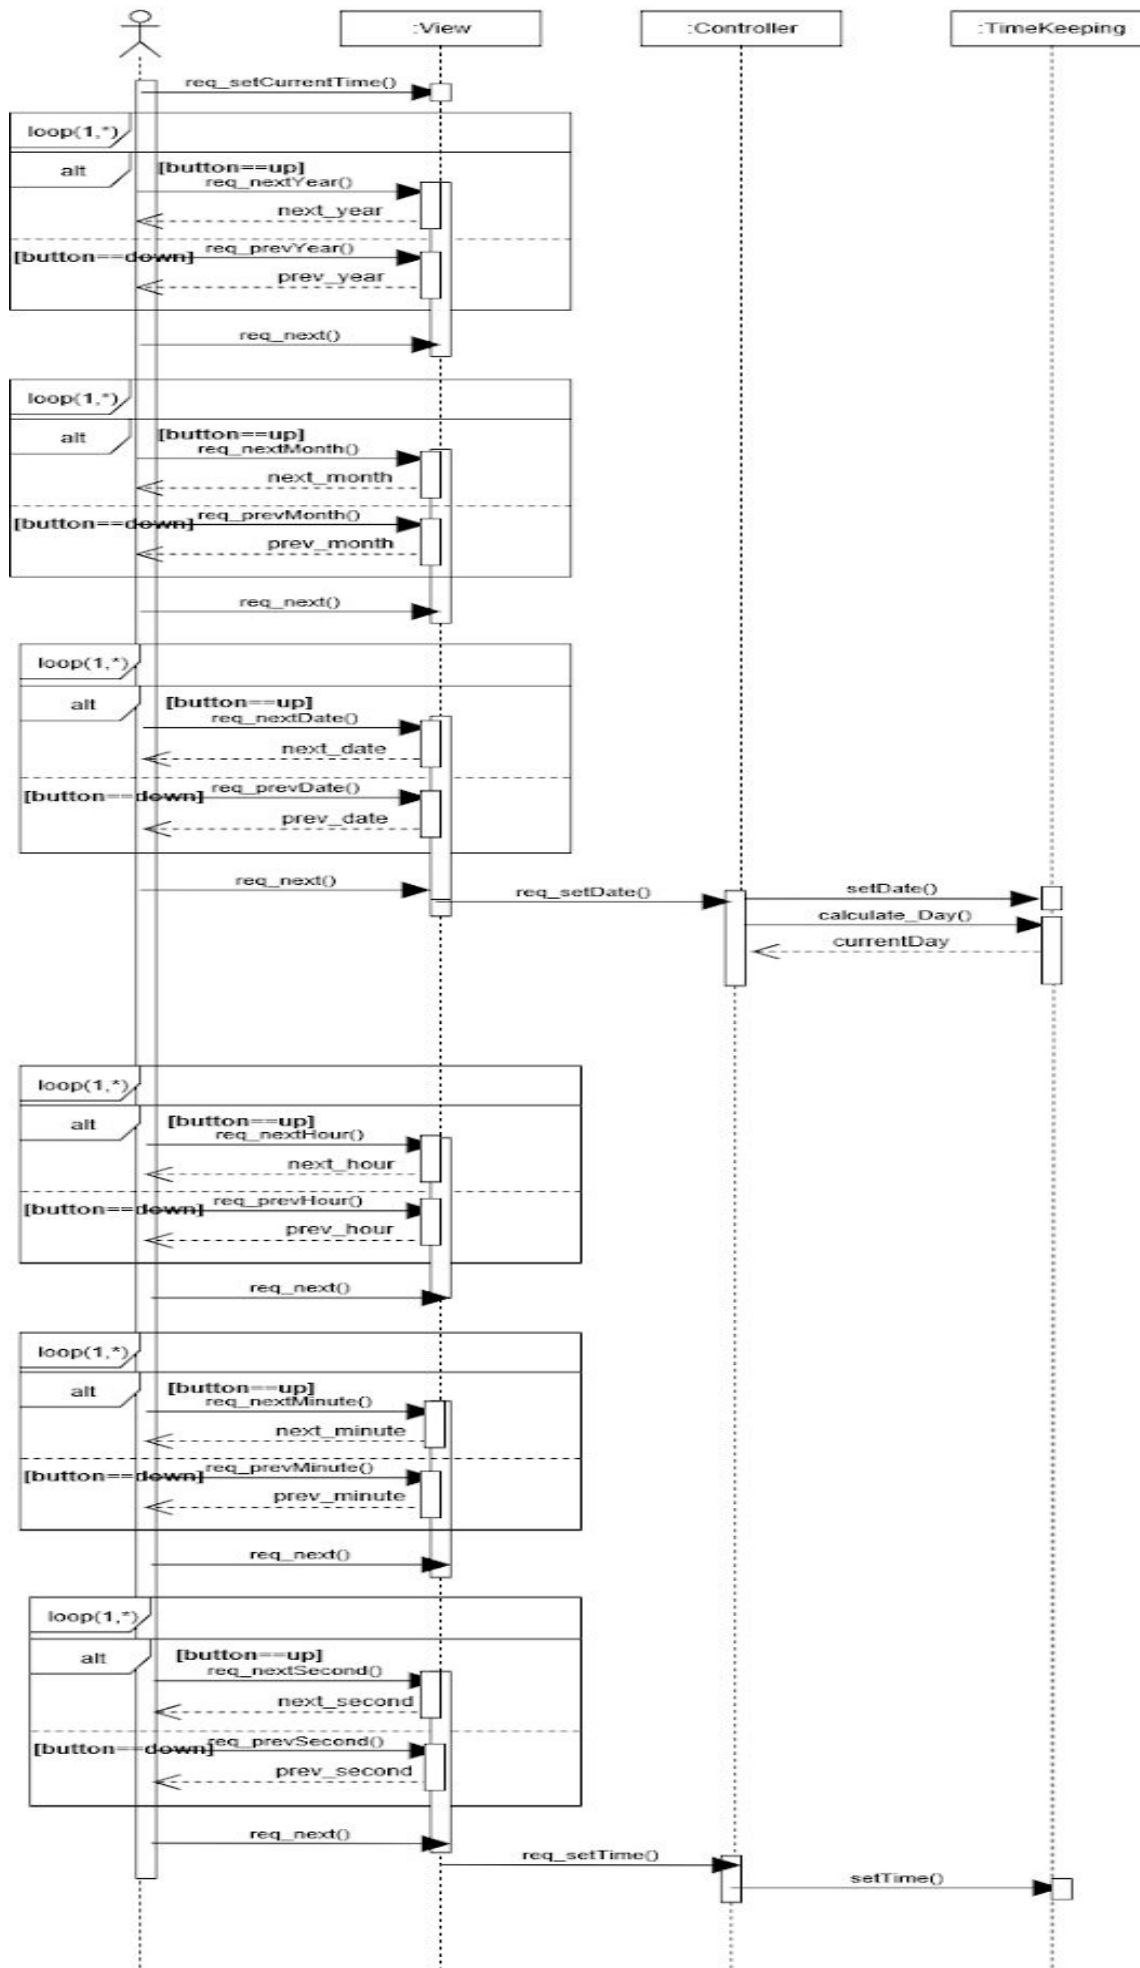 :View
:Controller
:TimeKeeping
req_setCurrentTime()
loop(1,*)
alt
[button==up]
req_nextYear()
next_year
req_prevYear()
[button==down]
prev_year
req_next()
loop(1,*)
alt
[button==up]
req_nextMonth()
next_month
req_prevMonth()
[button==down]
prev_month
req_next()
loop(1,*)
alt
[button==up]
req_nextDate()
next_date
req_prevDate()
[button==down]
prev_date
req_next()
req_setDate()
setDate()
calculate_Day()
currentDay
loop(1,*)
alt
[button==up]
req_nextHour()
next_hour
req_prevHour()
[button==down]
prev_hour
req_next()
loop(1,*)
alt
[button==up]
req_nextMinute()
next_minute
req_prevMinute()
[button==down]
prev_minute
req_next()
loop(1,*)
alt
[button==up]
req_nextSecond()
next_second
req_prevSecond()
[button==down]
prev_second
req_next()
req_setTime()
setTime()